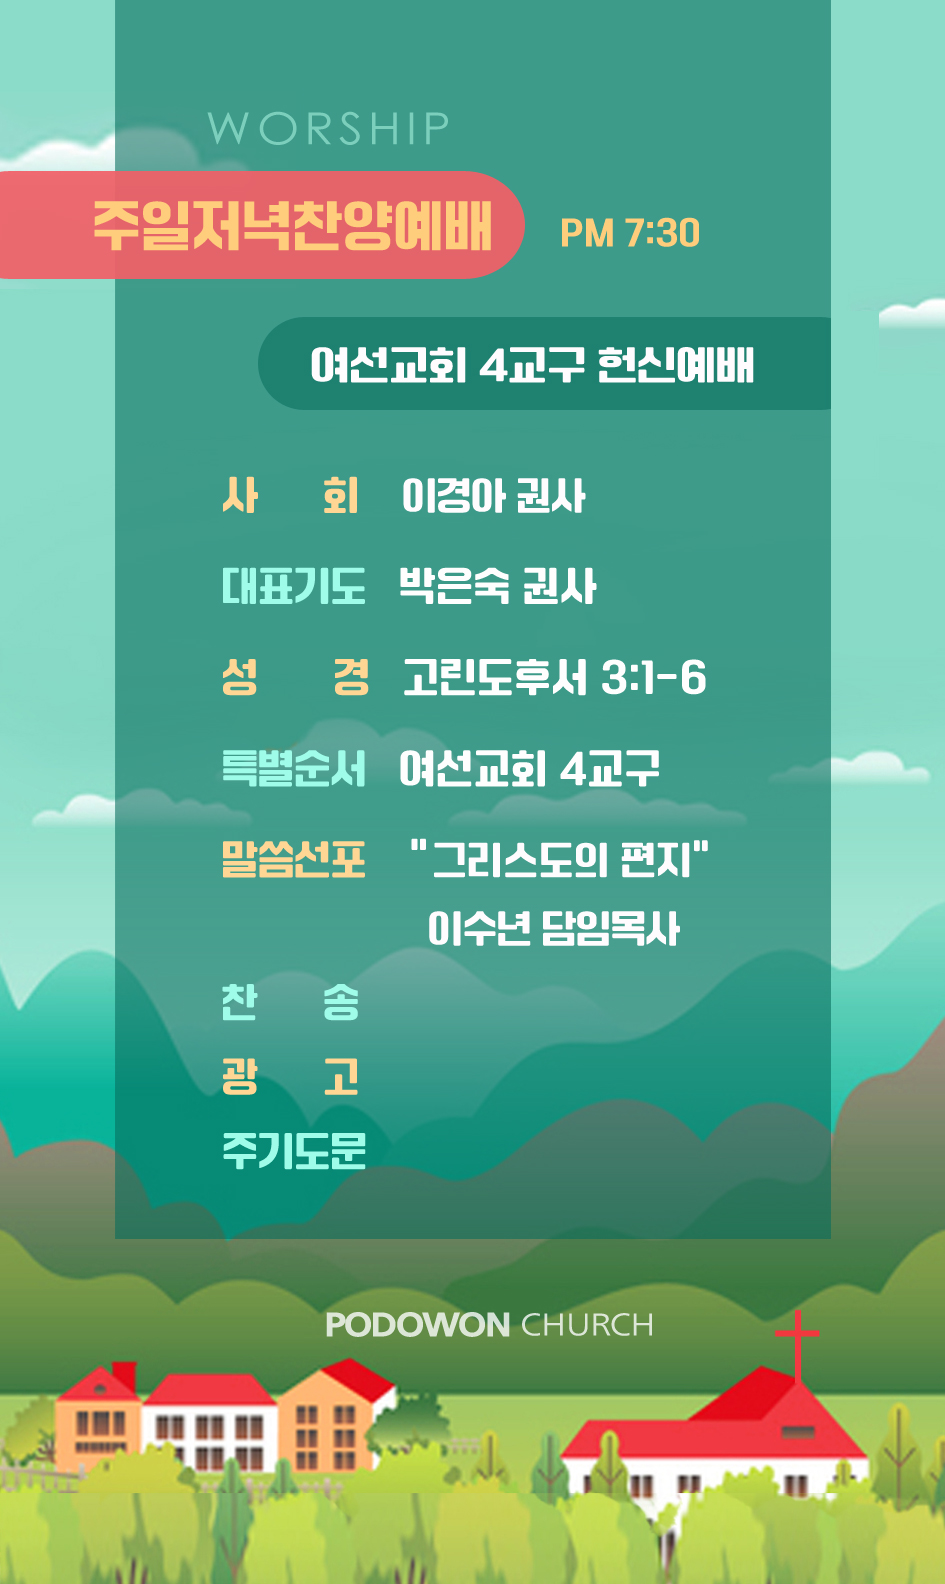 WORSHIP
주일저녁찬양예배 PM 7:30
여선교회 4교구 헌신예배
사 회 이경아 권사
대표기도 박은숙 권사
성 경 고린도후서 3:1-6
특별순서 여선교회 4교구
말씀선포 "그리스도의 편지"
이수년 담임목사
찬 송
광 고
주기도문
PODOWON CHURCH